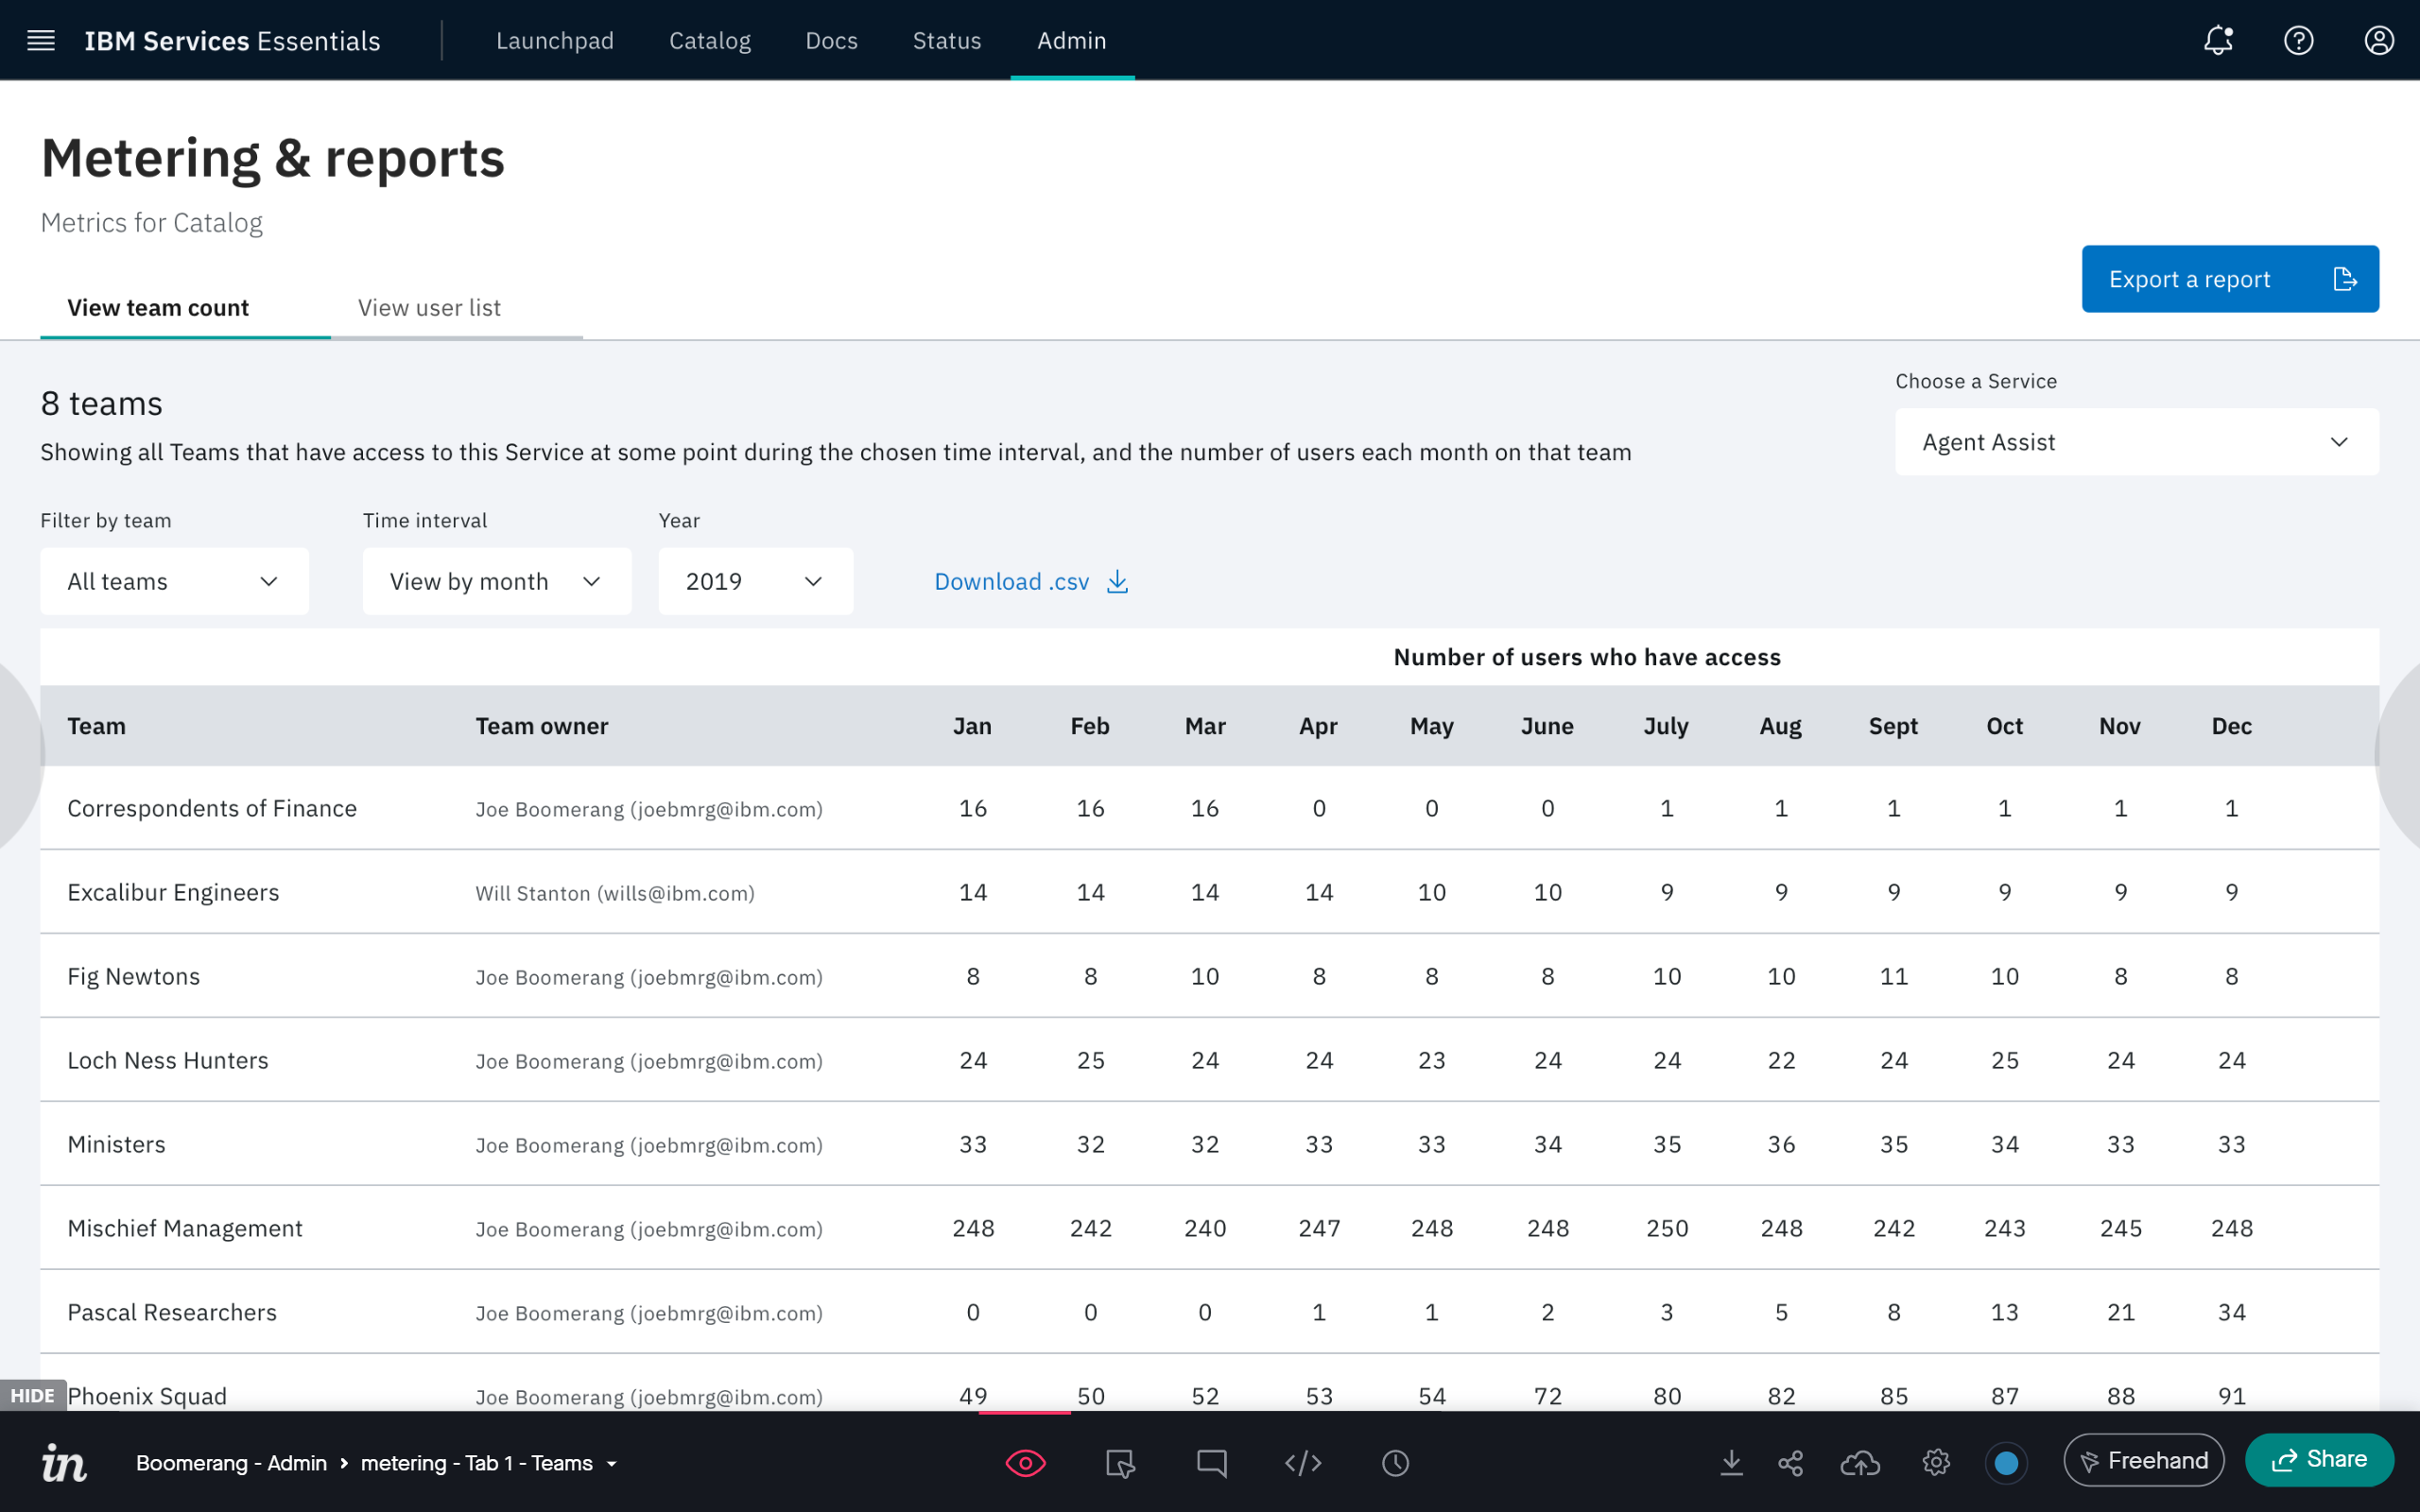 IBM Services Essentials Launchpad Catalog Docs Status Admin
Metering & reports
Metrics for Catalog
Export a report
View team count View user list
Choose a Service
8 teams
Agent Assist
Showing all Teams that have access to this Service at some point during the chosen time interval, and the number of users each month on that team
Filter by team Time interval Year
All teams View by month 2019 Download .csv
Number of users who have access
Team Team owner Jan Feb Mar Apr May June July Aug Sept Oct Nov Dec
Correspondents of Finance Joe Boomerang (joebmrg@ibm.com) 16 16 16 0 0 0 1 1 1 1 1 1
Excalibur Engineers Will Stanton (wills@ibm.com) 14 14 14 14 10 10 9 9 9 9 9 9
Fig Newtons Joe Boomerang (joebmrg@ibm.com) 8 8 10 8 8 8 10 10 11 10 8 8
Loch Ness Hunters Joe Boomerang (joebmrg@ibm.com) 24 25 24 24 23 24 24 22 24 25 24 24
Ministers Joe Boomerang (joebmrg@ibm.com) 33 32 32 33 33 34 35 36 35 34 33 33
Mischief Management Joe Boomerang (joebmrg@ibm.com) 248 242 240 247 248 248 250 248 242 243 245 248
Pascal Researchers Joe Boomerang (joebmrg@ibm.com) 0 0 0 1 1 2 3 5 8 13 21 34
HIDE Phoenix Squad Joe Boomerang (joebmrg@ibm.com) 49 50 52 53 54 72 80 82 85 87 88 91
in Boomerang - Admin > metering - Tab 1 - Teams </> Freehand Share